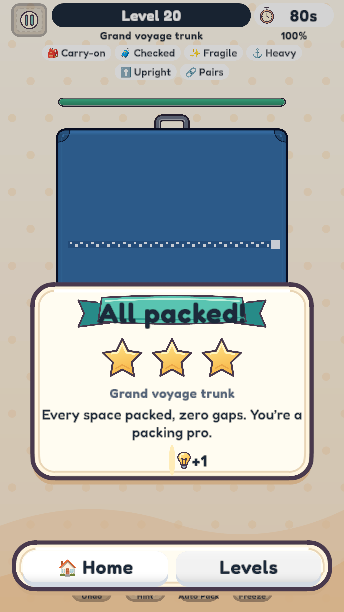 Level 20
80s
Grand voyage trunk
100%
Carry-on
Checked
Fragile
Heavy
Upright
Pairs
All packed!
Grand voyage trunk
Every space packed, zero gaps. You're a
packing pro.
+1
Home
Levels
Undo
Hint
Auto Pack
Freeze